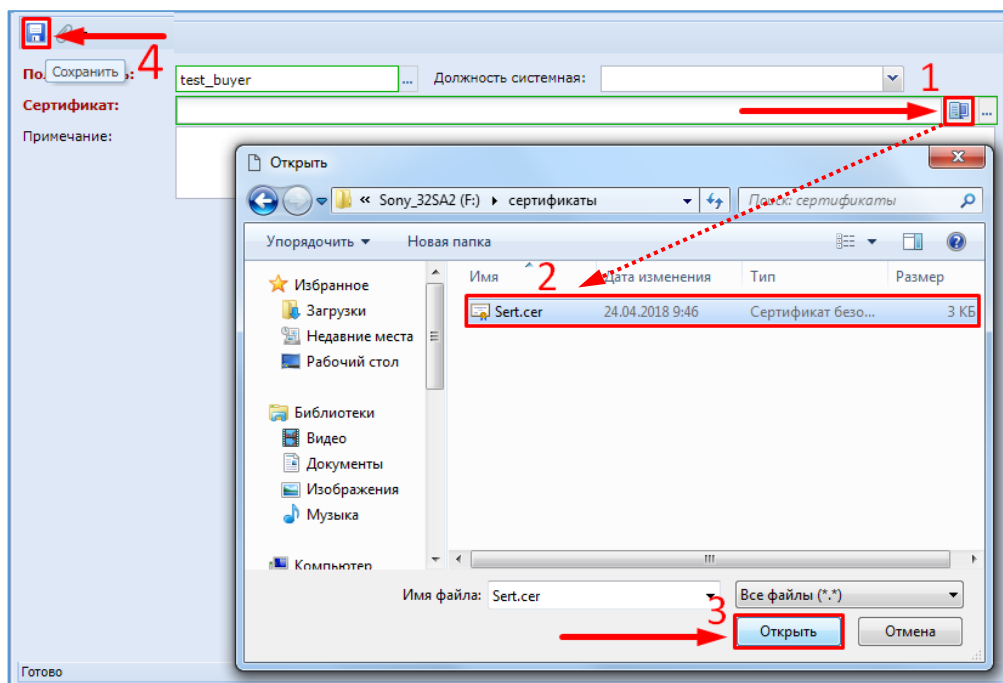 4
Сохранить
По
ь:
test_buyer
...
Должность системная:
1
Сертификат:
...
Примечание:
Открыть
« Sony_32SA2 (F:) сертификаты
Поиск: сертификаты
Упорядочить
Новая папка
Избранное
Загрузки
Недавние места
Рабочий стол
Библиотеки
Видео
Документы
Изображения
Музыка
Компьютер
Имя
2
Дата изменения
Тип
Размер
Sert.cer
24.04.2018 9:46
Сертификат безо...
3 КБ
Имя файла:
Sert.cer
Все файлы (*.*)
3
Открыть
Отмена
Готово